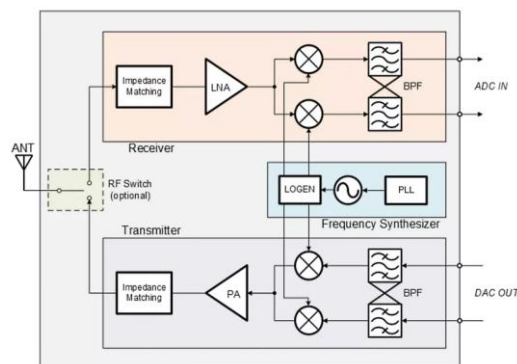 Impedance
Matching
LNA
BPF
ADC IN
Receiver
ANT
RF Switch
(optional)
LOGEN
PLL
Frequency Synthesizer
Transmitter
Impedance
Matching
PA
BPF
DAC OUT